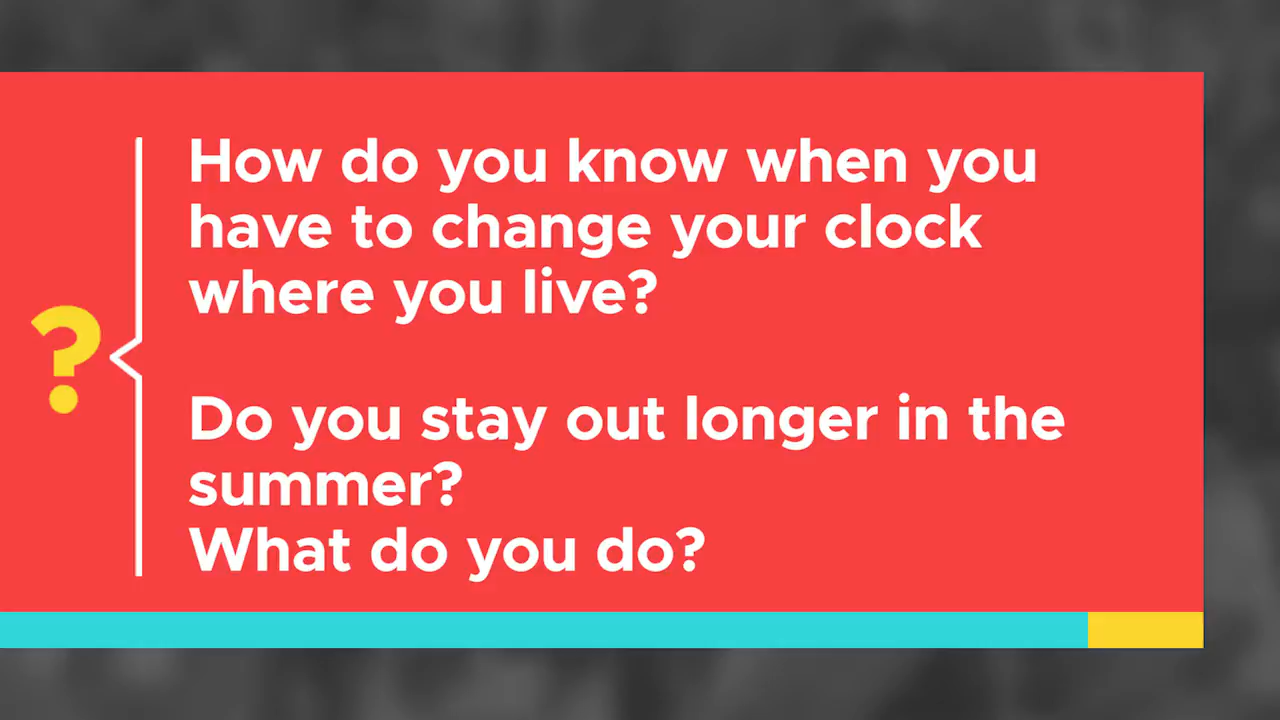 How do you know when you
have to change your clock
where you live?
?
Do you stay out longer in the
summer?
What do you do?